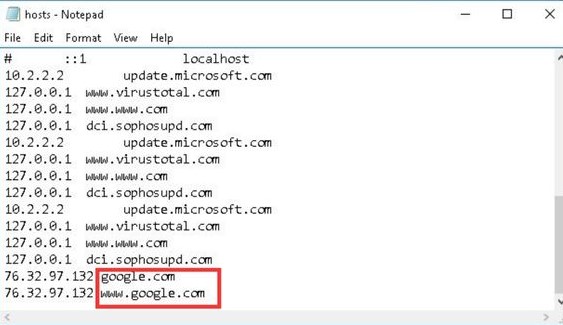 hosts - Notepad
File Edit Format View Help
# ::1 localhost
10.2.2.2 update.microsoft.com
127.0.0.1 www.virustotal.com
127.0.0.1 www.www.com
127.0.0.1 dci.sophosupd.com
10.2.2.2 update.microsoft.com
127.0.0.1 www.virustotal.com
127.0.0.1 www.www.com
127.0.0.1 dci.sophosupd.com
10.2.2.2 update.microsoft.com
127.0.0.1 www.virustotal.com
127.0.0.1 www.www.com
127.0.0.1 dci.sophosupd.com
76.32.97.132 google.com
76.32.97.132 www.google.com